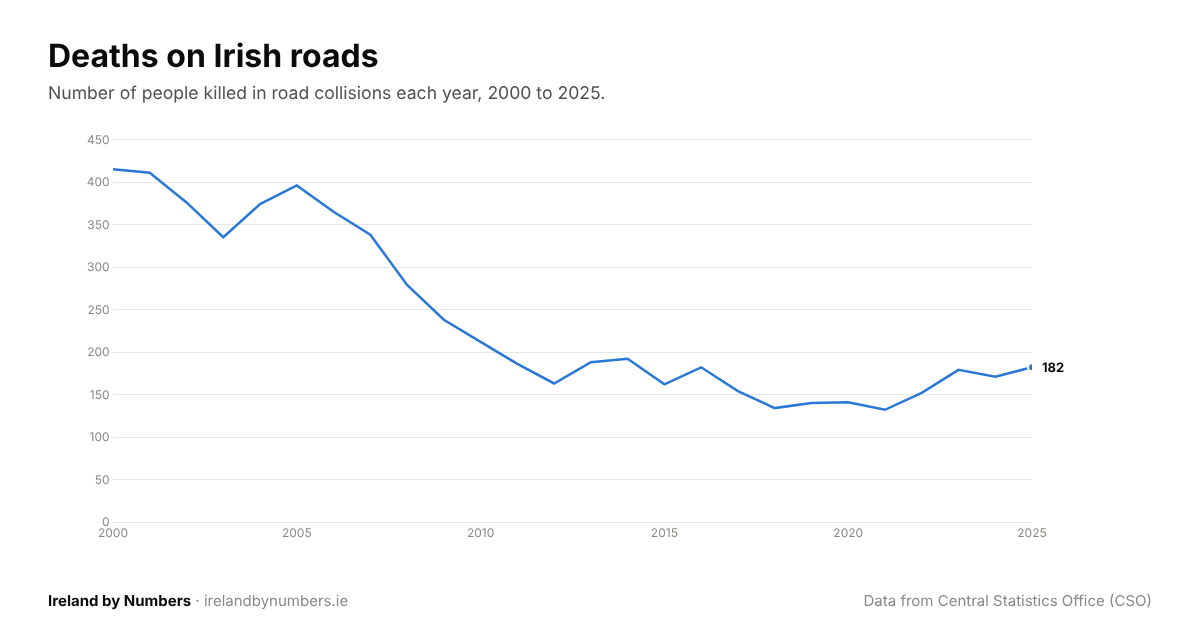 Deaths on Irish roads
Number of people killed in road collisions each year, 2000 to 2025.
450
400
350
300
250
200
150
100
50
0
182
2000 2005 2010 2015 2020 2025
Ireland by Numbers · irelandbynumbers.ie
Data from Central Statistics Office (CSO)